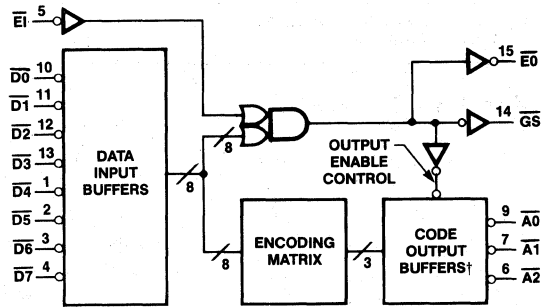 EI 5
15 E0
D0 10
D1 11
D2 12
D3 13
D4 1
D5 2
D6 3
D7 4
DATA
INPUT
BUFFERS
8
8
14 GS
OUTPUT
ENABLE
CONTROL
8
ENCODING
MATRIX
3
CODE
OUTPUT
BUFFERS†
9 A0
7 A1
6 A2